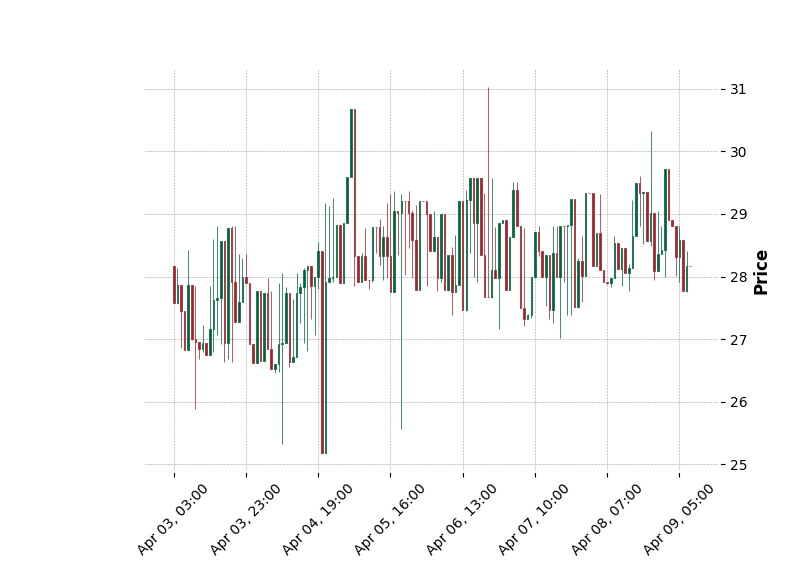 31
30
29
28
27
26
25
Price
Apr 03, 03:00
Apr 03, 23:00
Apr 04, 19:00
Apr 05, 16:00
Apr 06, 13:00
Apr 07, 10:00
Apr 08, 07:00
Apr 09, 05:00